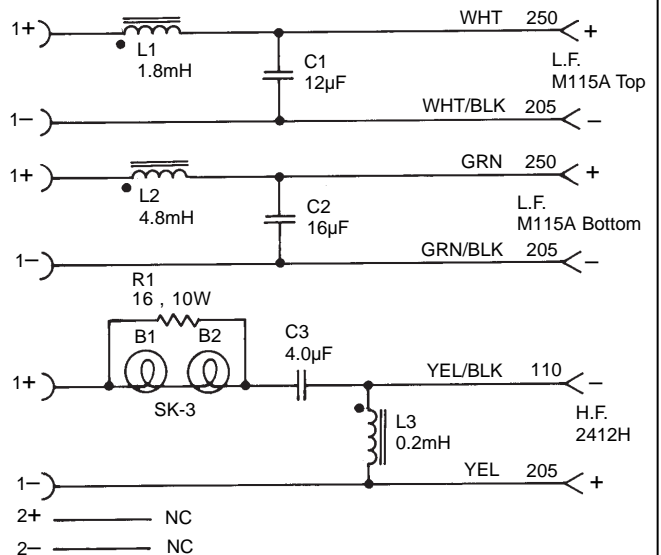 1+ L1 1.8mH WHT 250 +
C1 12µF
L.F. M115A Top
1– WHT/BLK 205 –
1+ L2 4.8mH GRN 250 +
C2 16µF
L.F. M115A Bottom
1– GRN/BLK 205 –
R1
16 , 10W
B1 B2
C3
4.0µF
1+ YEL/BLK 110 –
SK-3
L3
0.2mH
H.F.
2412H
1– YEL 205 +
2+ NC
2– NC